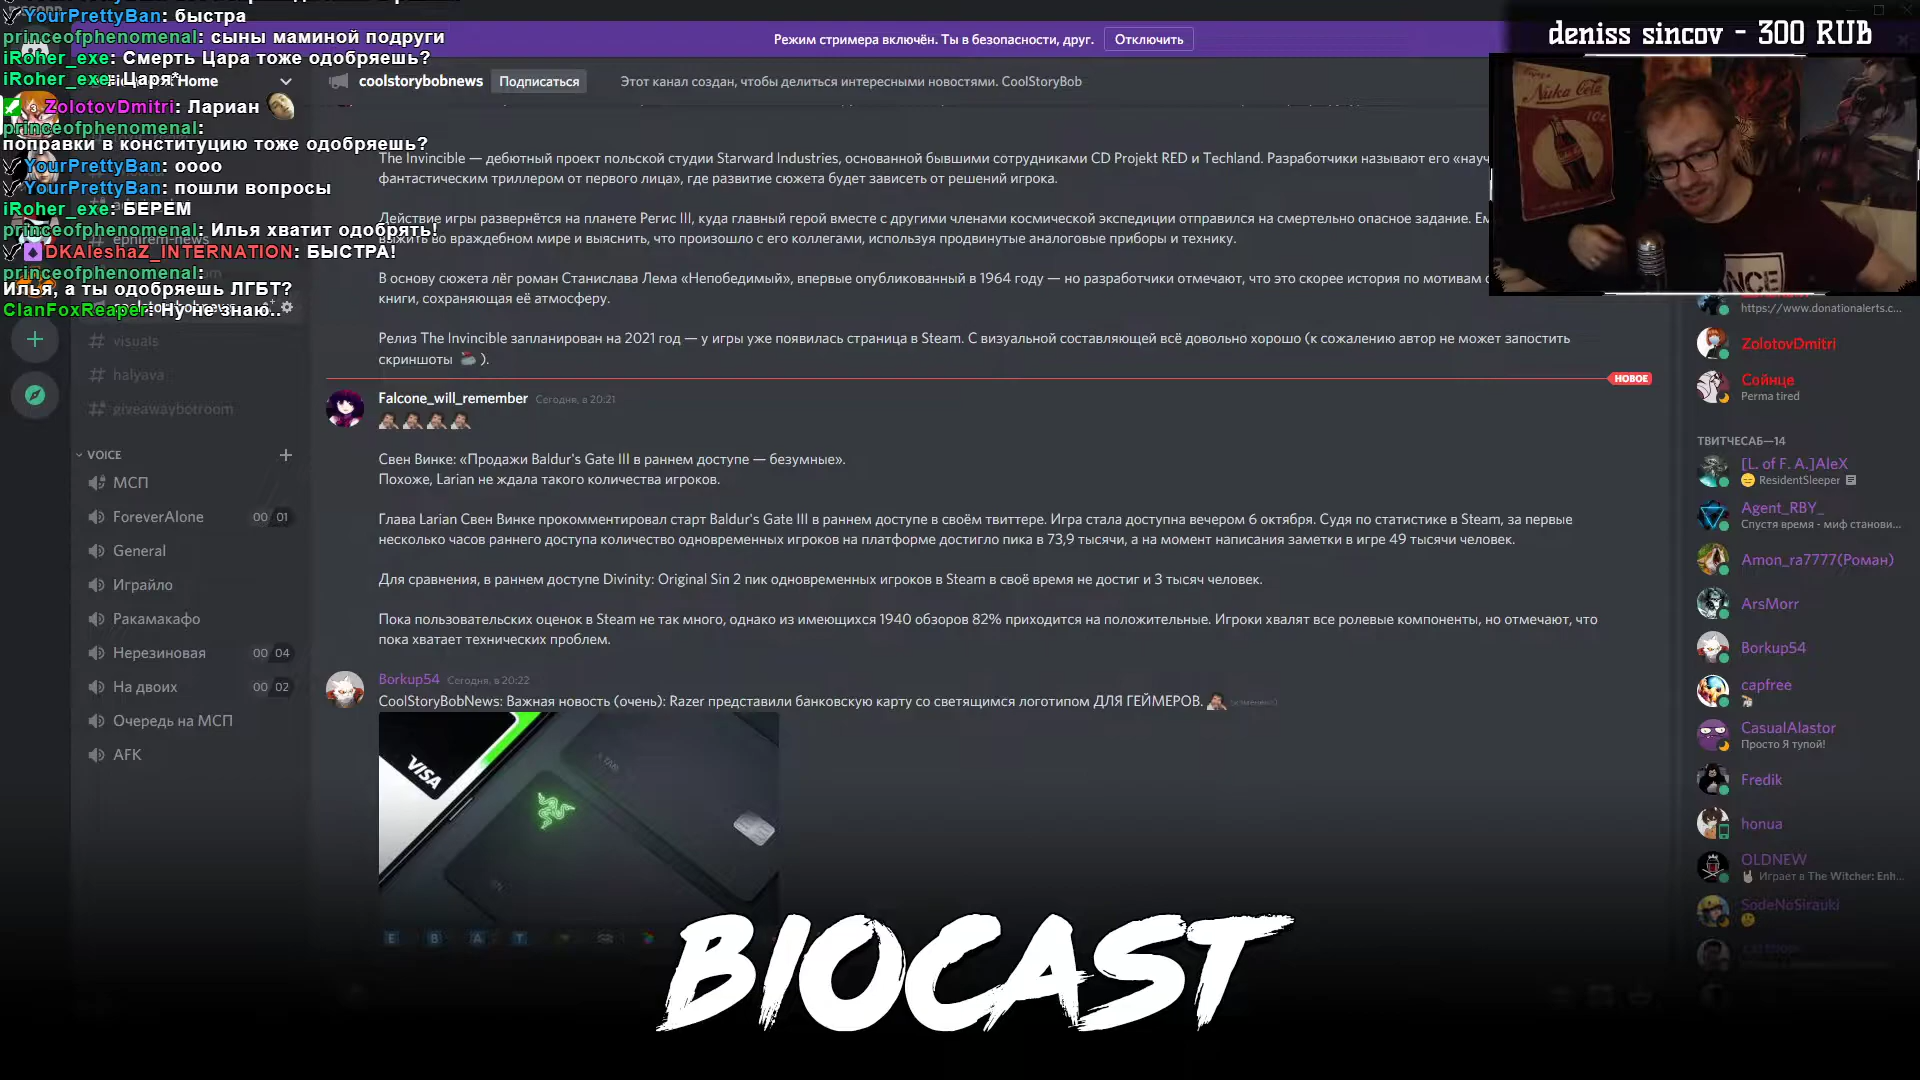 YourPrettyBan: быстра
princeofphenomenal: сыны маминой подруги
iRoher_exe: Смерть Цара тоже одобряешь?
iRoher_exe: Царя*
ZolotovDmitri: Лариан
princeofphenomenal:
поправки в конституцию тоже одобряешь?
YourPrettyBan: оооо
YourPrettyBan: пошли вопросы
iRoher_exe: БЕРЕМ
princeofphenomenal: Илья хватит одобрять!
DKAleshaZ_INTERNATION: БЫСТРА!
princeofphenomenal:
Илья, а ты одобряешь ЛГБТ?
ClanFoxReaper: Ну не знаю..
Home
ephirem-news
visuals
halyava
giveawaybotroom
VOICE
МСП
ForeverAlone 00 01
General
Играйло
Ракамакафо
Нерезиновая 00 04
На двоих 00 02
Очередь на МСП
AFK
Режим стримера включён. Ты в безопасности, друг. Отключить
coolstorybobnews Подписаться Этот канал создан, чтобы делиться интересными новостями. CoolStoryBob
The Invincible — дебютный проект польской студии Starward Industries, основанной бывшими сотрудниками CD Projekt RED и Techland. Разработчики называют его «науч
фантастическим триллером от первого лица», где развитие сюжета будет зависеть от решений игрока.
Действие игры развернётся на планете Регис III, куда главный герой вместе с другими членами космической экспедиции отправился на смертельно опасное задание. Ем
выжить во враждебном мире и выяснить, что произошло с его коллегами, используя продвинутые аналоговые приборы и технику.
В основу сюжета лёг роман Станислава Лема «Непобедимый», впервые опубликованный в 1964 году — но разработчики отмечают, что это скорее история по мотивам
книги, сохраняющая её атмосферу.
Релиз The Invincible запланирован на 2021 год — у игры уже появилась страница в Steam. С визуальной составляющей всё довольно хорошо (к сожалению автор не может запостить
скриншоты ).
НОВОЕ
Falcone_will_remember Сегодня, в 20:21
Свен Винке: «Продажи Baldur's Gate III в раннем доступе — безумные».
Похоже, Larian не ждала такого количества игроков.
Глава Larian Свен Винке прокомментировал старт Baldur's Gate III в раннем доступе в своём твиттере. Игра стала доступна вечером 6 октября. Судя по статистике в Steam, за первые
несколько часов раннего доступа количество одновременных игроков на платформе достигло пика в 73,9 тысячи, а на момент написания заметки в игре 49 тысячи человек.
Для сравнения, в раннем доступе Divinity: Original Sin 2 пик одновременных игроков в Steam в своё время не достиг и 3 тысяч человек.
Пока пользовательских оценок в Steam не так много, однако из имеющихся 1940 обзоров 82% приходится на положительные. Игроки хвалят все ролевые компоненты, но отмечают, что
пока хватает технических проблем.
Borkup54 Сегодня, в 20:22
CoolStoryBobNews: Важная новость (очень): Razer представили банковскую карту со светящимся логотипом ДЛЯ ГЕЙМЕРОВ. (изменено)
VISA
E B A T
BIOCAST
deniss sincov - 300 RUB
Nuka Cola
10¢
https://www.donationalerts.c...
ZolotovDmitri
Сойнце
Perma tired
ТВИТЧЕСАБ—14
[L. of F. A.]AleX
ResidentSleeper
Agent_RBY_
Спустя время - миф станови...
Amon_ra7777(Роман)
ArsMorr
Borkup54
capfree
CasualAlastor
Просто Я тупой!
Fredik
honua
OLDNEW
Играет в The Witcher: Enh...
SodeNoSirauki